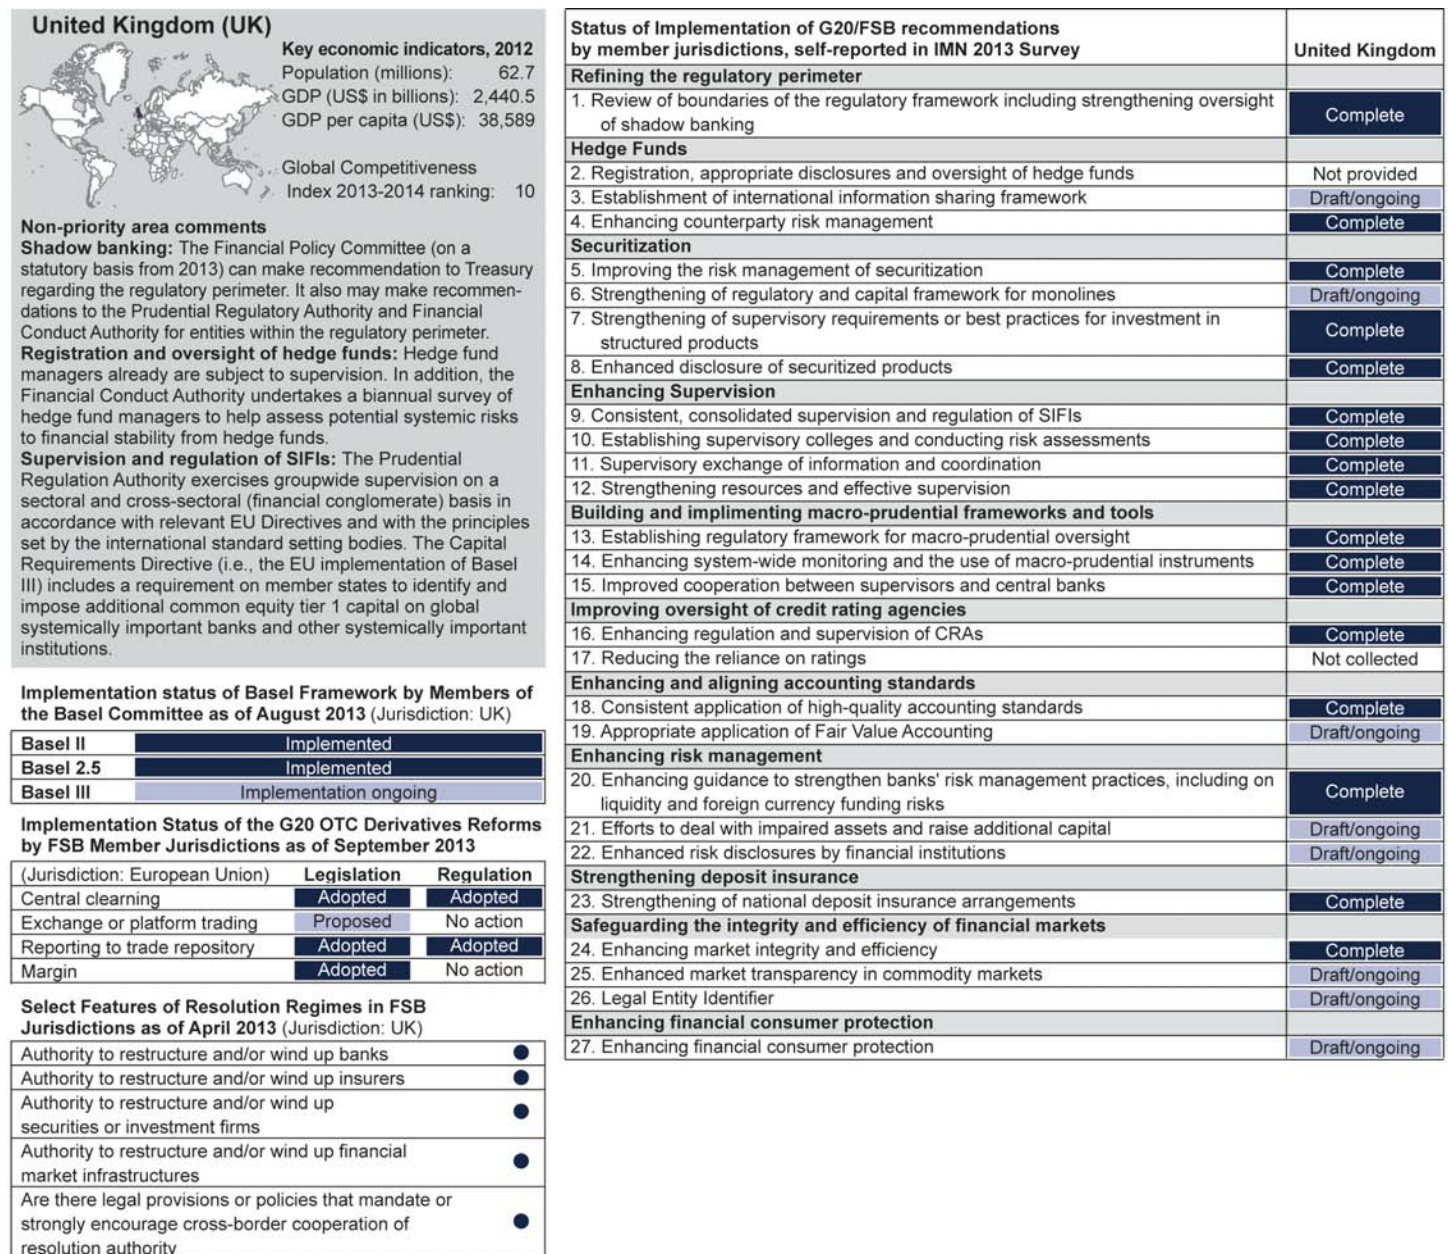 United Kingdom (UK)
Key economic indicators, 2012
Population (millions): 62.7
GDP (US$ in billions): 2,440.5
GDP per capita (US$): 38,589
Global Competitiveness
Index 2013-2014 ranking: 10
Non-priority area comments
Shadow banking: The Financial Policy Committee (on a
statutory basis from 2013) can make recommendation to Treasury
regarding the regulatory perimeter. It also may make recommen-
dations to the Prudential Regulatory Authority and Financial
Conduct Authority for entities within the regulatory perimeter.
Registration and oversight of hedge funds: Hedge fund
managers already are subject to supervision. In addition, the
Financial Conduct Authority undertakes a biannual survey of
hedge fund managers to help assess potential systemic risks
to financial stability from hedge funds.
Supervision and regulation of SIFIs: The Prudential
Regulation Authority exercises groupwide supervision on a
sectoral and cross-sectoral (financial conglomerate) basis in
accordance with relevant EU Directives and with the principles
set by the international standard setting bodies. The Capital
Requirements Directive (i.e., the EU implementation of Basel
III) includes a requirement on member states to identify and
impose additional common equity tier 1 capital on global
systemically important banks and other systemically important
institutions.
Implementation status of Basel Framework by Members of
the Basel Committee as of August 2013 (Jurisdiction: UK)
Basel II Implemented
Basel 2.5 Implemented
Basel III Implementation ongoing
Implementation Status of the G20 OTC Derivatives Reforms
by FSB Member Jurisdictions as of September 2013
(Jurisdiction: European Union) Legislation Regulation
Central clearning Adopted Adopted
Exchange or platform trading Proposed No action
Reporting to trade repository Adopted Adopted
Margin Adopted No action
Select Features of Resolution Regimes in FSB
Jurisdictions as of April 2013 (Jurisdiction: UK)
Authority to restructure and/or wind up banks
Authority to restructure and/or wind up insurers
Authority to restructure and/or wind up
securities or investment firms
Authority to restructure and/or wind up financial
market infrastructures
Are there legal provisions or policies that mandate or
strongly encourage cross-border cooperation of
resolution authority
Status of Implementation of G20/FSB recommendations
by member jurisdictions, self-reported in IMN 2013 Survey United Kingdom
Refining the regulatory perimeter
1. Review of boundaries of the regulatory framework including strengthening oversight
of shadow banking Complete
Hedge Funds
2. Registration, appropriate disclosures and oversight of hedge funds Not provided
3. Establishment of international information sharing framework Draft/ongoing
4. Enhancing counterparty risk management Complete
Securitization
5. Improving the risk management of securitization Complete
6. Strengthening of regulatory and capital framework for monolines Draft/ongoing
7. Strengthening of supervisory requirements or best practices for investment in
structured products Complete
8. Enhanced disclosure of securitized products Complete
Enhancing Supervision
9. Consistent, consolidated supervision and regulation of SIFIs Complete
10. Establishing supervisory colleges and conducting risk assessments Complete
11. Supervisory exchange of information and coordination Complete
12. Strengthening resources and effective supervision Complete
Building and implimenting macro-prudential frameworks and tools
13. Establishing regulatory framework for macro-prudential oversight Complete
14. Enhancing system-wide monitoring and the use of macro-prudential instruments Complete
15. Improved cooperation between supervisors and central banks Complete
Improving oversight of credit rating agencies
16. Enhancing regulation and supervision of CRAs Complete
17. Reducing the reliance on ratings Not collected
Enhancing and aligning accounting standards
18. Consistent application of high-quality accounting standards Complete
19. Appropriate application of Fair Value Accounting Draft/ongoing
Enhancing risk management
20. Enhancing guidance to strengthen banks' risk management practices, including on
liquidity and foreign currency funding risks Complete
21. Efforts to deal with impaired assets and raise additional capital Draft/ongoing
22. Enhanced risk disclosures by financial institutions Draft/ongoing
Strengthening deposit insurance
23. Strengthening of national deposit insurance arrangements Complete
Safeguarding the integrity and efficiency of financial markets
24. Enhancing market integrity and efficiency Complete
25. Enhanced market transparency in commodity markets Draft/ongoing
26. Legal Entity Identifier Draft/ongoing
Enhancing financial consumer protection
27. Enhancing financial consumer protection Draft/ongoing